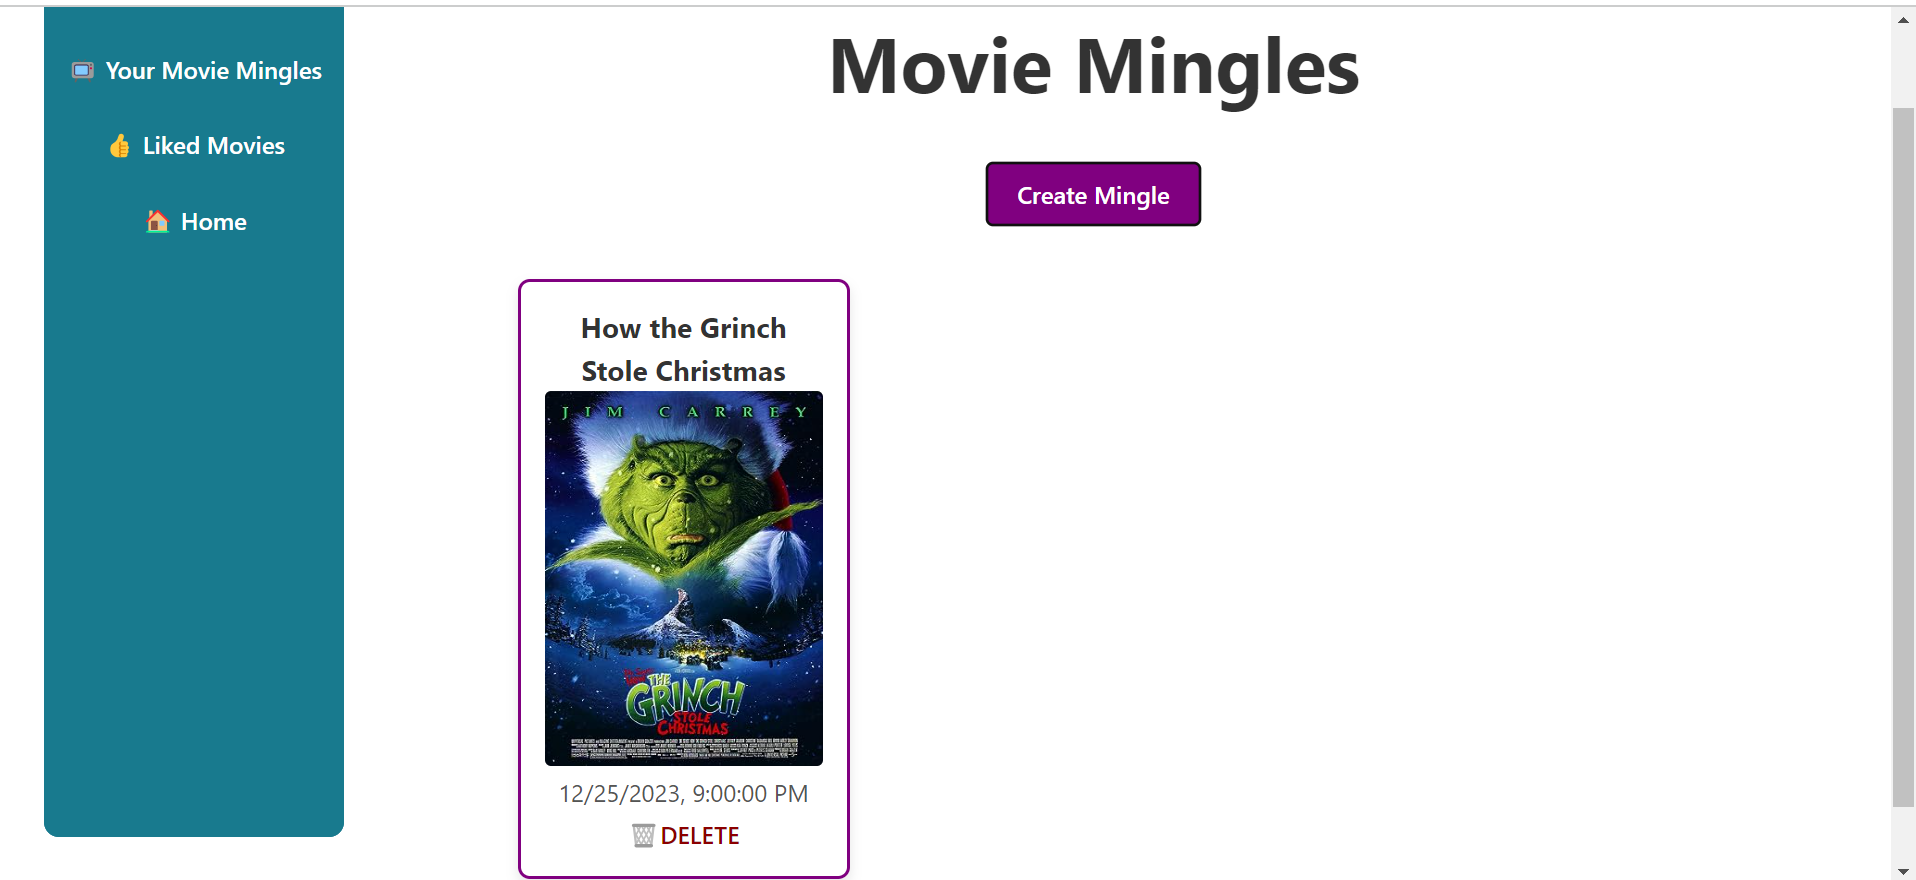 Your Movie Mingles
Liked Movies
Home
Movie Mingles
Create Mingle
How the Grinch
Stole Christmas
JIM CARREY
THE
GRINCH
STOLE
CHRISTMAS
12/25/2023, 9:00:00 PM
DELETE